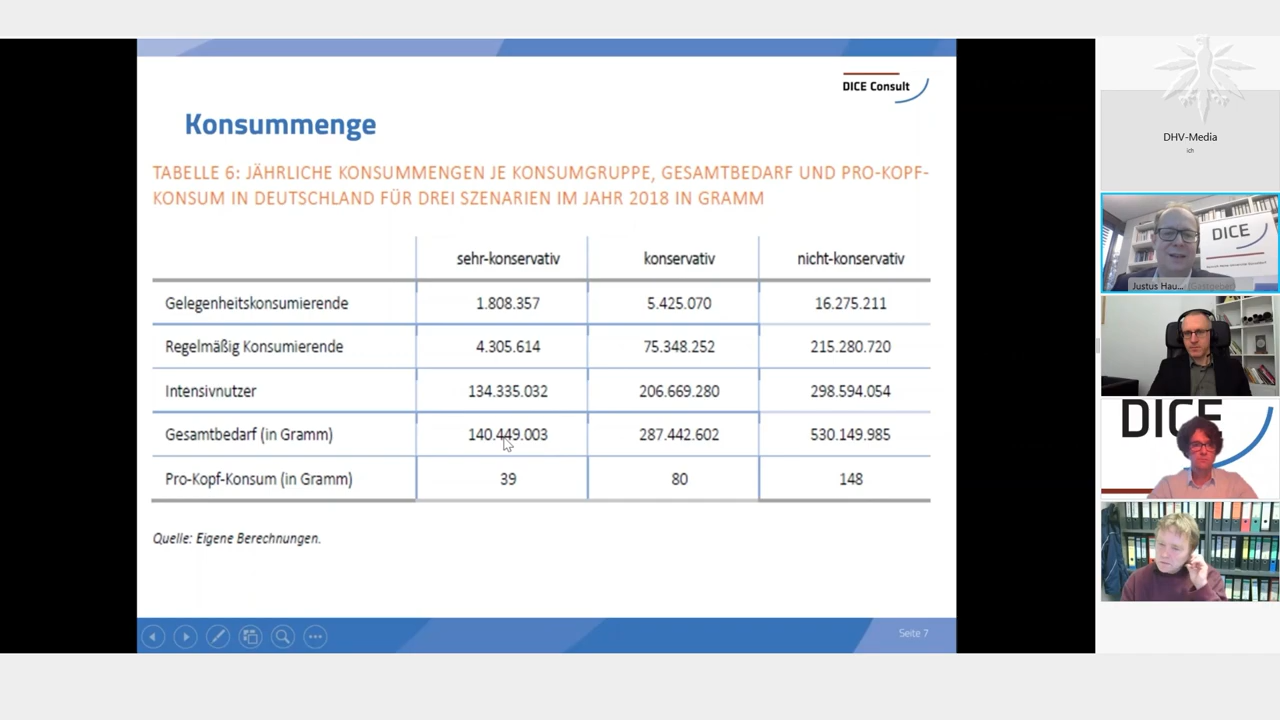 DICE Consult
Konsummenge
TABELLE 6: JÄHRLICHE KONSUMMENGEN JE KONSUMGRUPPE, GESAMTBEDARF UND PRO-KOPF-
KONSUM IN DEUTSCHLAND FÜR DREI SZENARIEN IM JAHR 2018 IN GRAMM
sehr-konservativ konservativ nicht-konservativ
Gelegenheitskonsumierende 1.808.357 5.425.070 16.275.211
Regelmäßig Konsumierende 4.305.614 75.348.252 215.280.720
Intensivnutzer 134.335.032 206.669.280 298.594.054
Gesamtbedarf (in Gramm) 140.449.003 287.442.602 530.149.985
Pro-Kopf-Konsum (in Gramm) 39 80 148
Quelle: Eigene Berechnungen.
Seite 7
DHV-Media
Ich
DICE
Justus Hau... (Gastgeber)
DICE